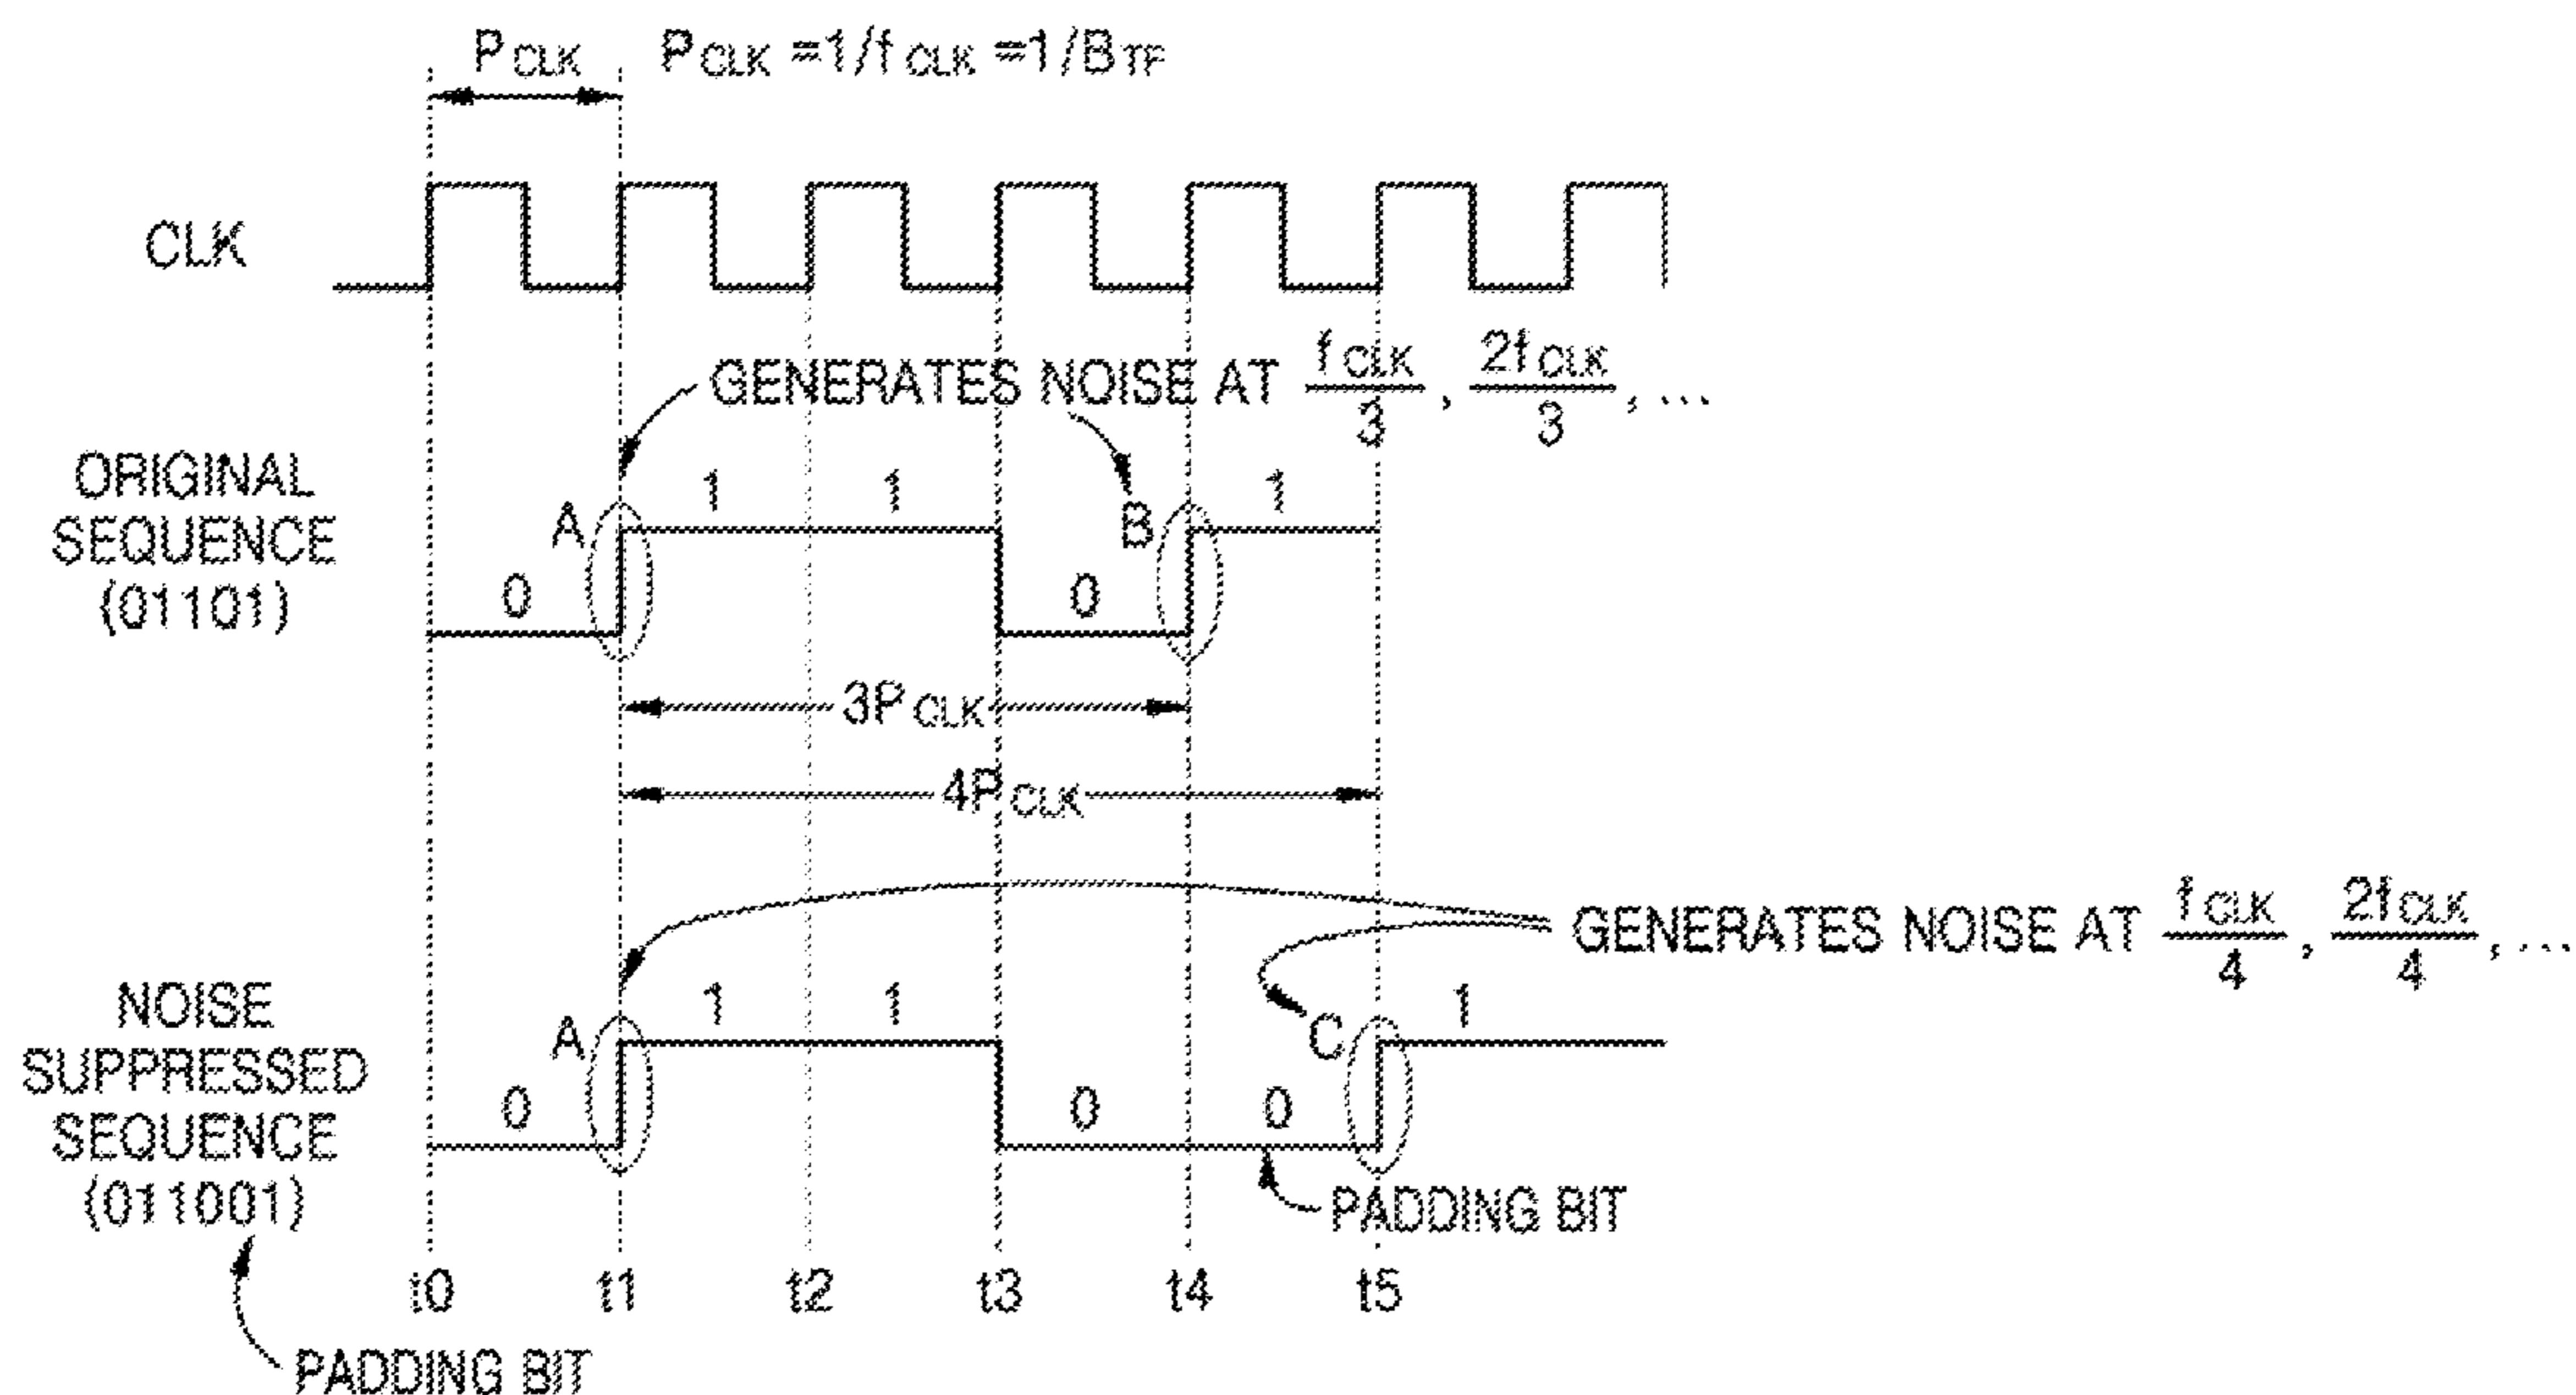 PCLK PCLK =1/fCLK =1/BTF
CLK
GENERATES NOISE AT fCLK/3, 2fCLK/3, ...
ORIGINAL
SEQUENCE
(01101)
A 1 1 B 1
0 0
3PCLK
4PCLK
GENERATES NOISE AT fCLK/4, 2fCLK/4, ...
NOISE
SUPPRESSED
SEQUENCE
(011001)
A 1 1 C 1
0 0 0
PADDING BIT
t0 t1 t2 t3 t4 t5
PADDING BIT